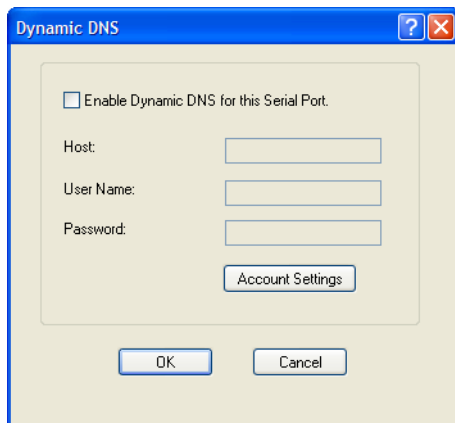 Dynamic DNS
Enable Dynamic DNS for this Serial Port.
Host:
User Name:
Password:
Account Settings
OK Cancel